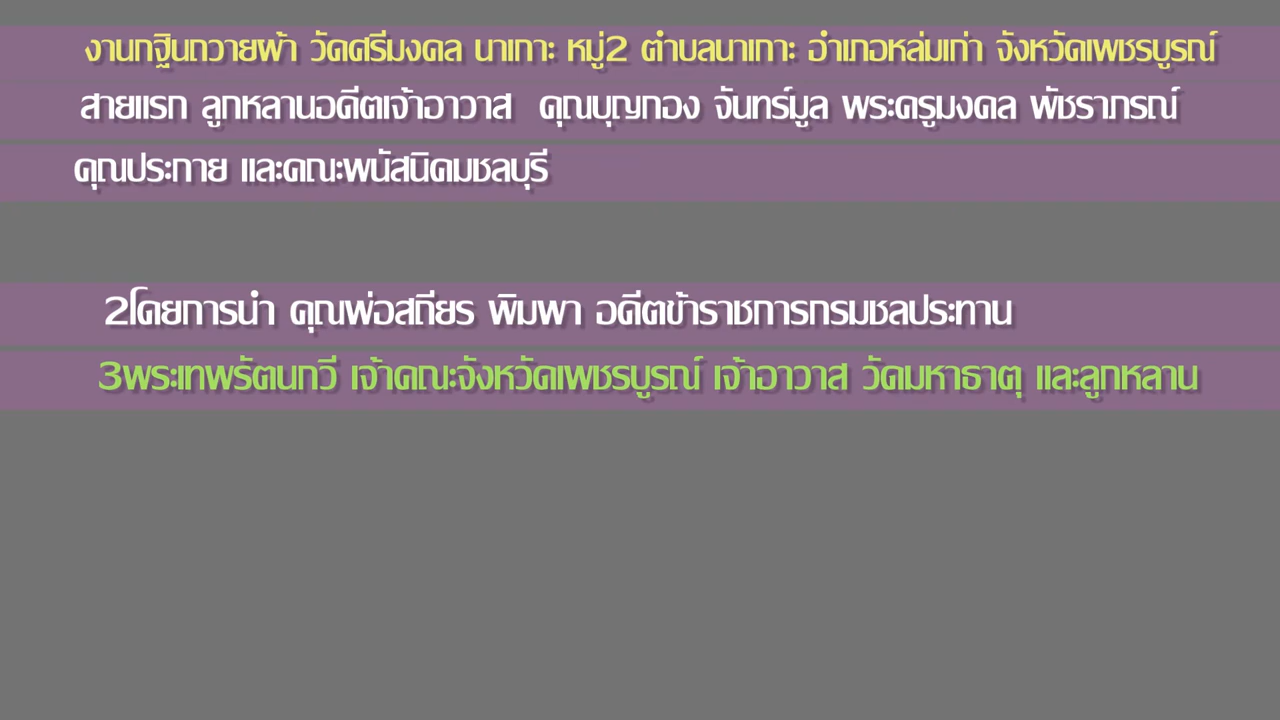 งานกฐินถวายผ้า วัดศรีมงคล นาเกาะ หมู่2 ตำบลนาเกาะ อำเภอหล่มเก่า จังหวัดเพชรบูรณ์
สายแรก ลูกหลานอดีตเจ้าอาวาส คุณบุญกอง จันทร์มูล พระครูมงคล พัชราภรณ์
คุณประกาย และคณะพนัสนิคมชลบุรี
2โดยการนำ คุณพ่อสถียร พิมพา อดีตข้าราชการกรมชลประทาน
3พระเทพรัตนกวี เจ้าคณะจังหวัดเพชรบูรณ์ เจ้าอาวาส วัดมหาธาตุ และลูกหลาน